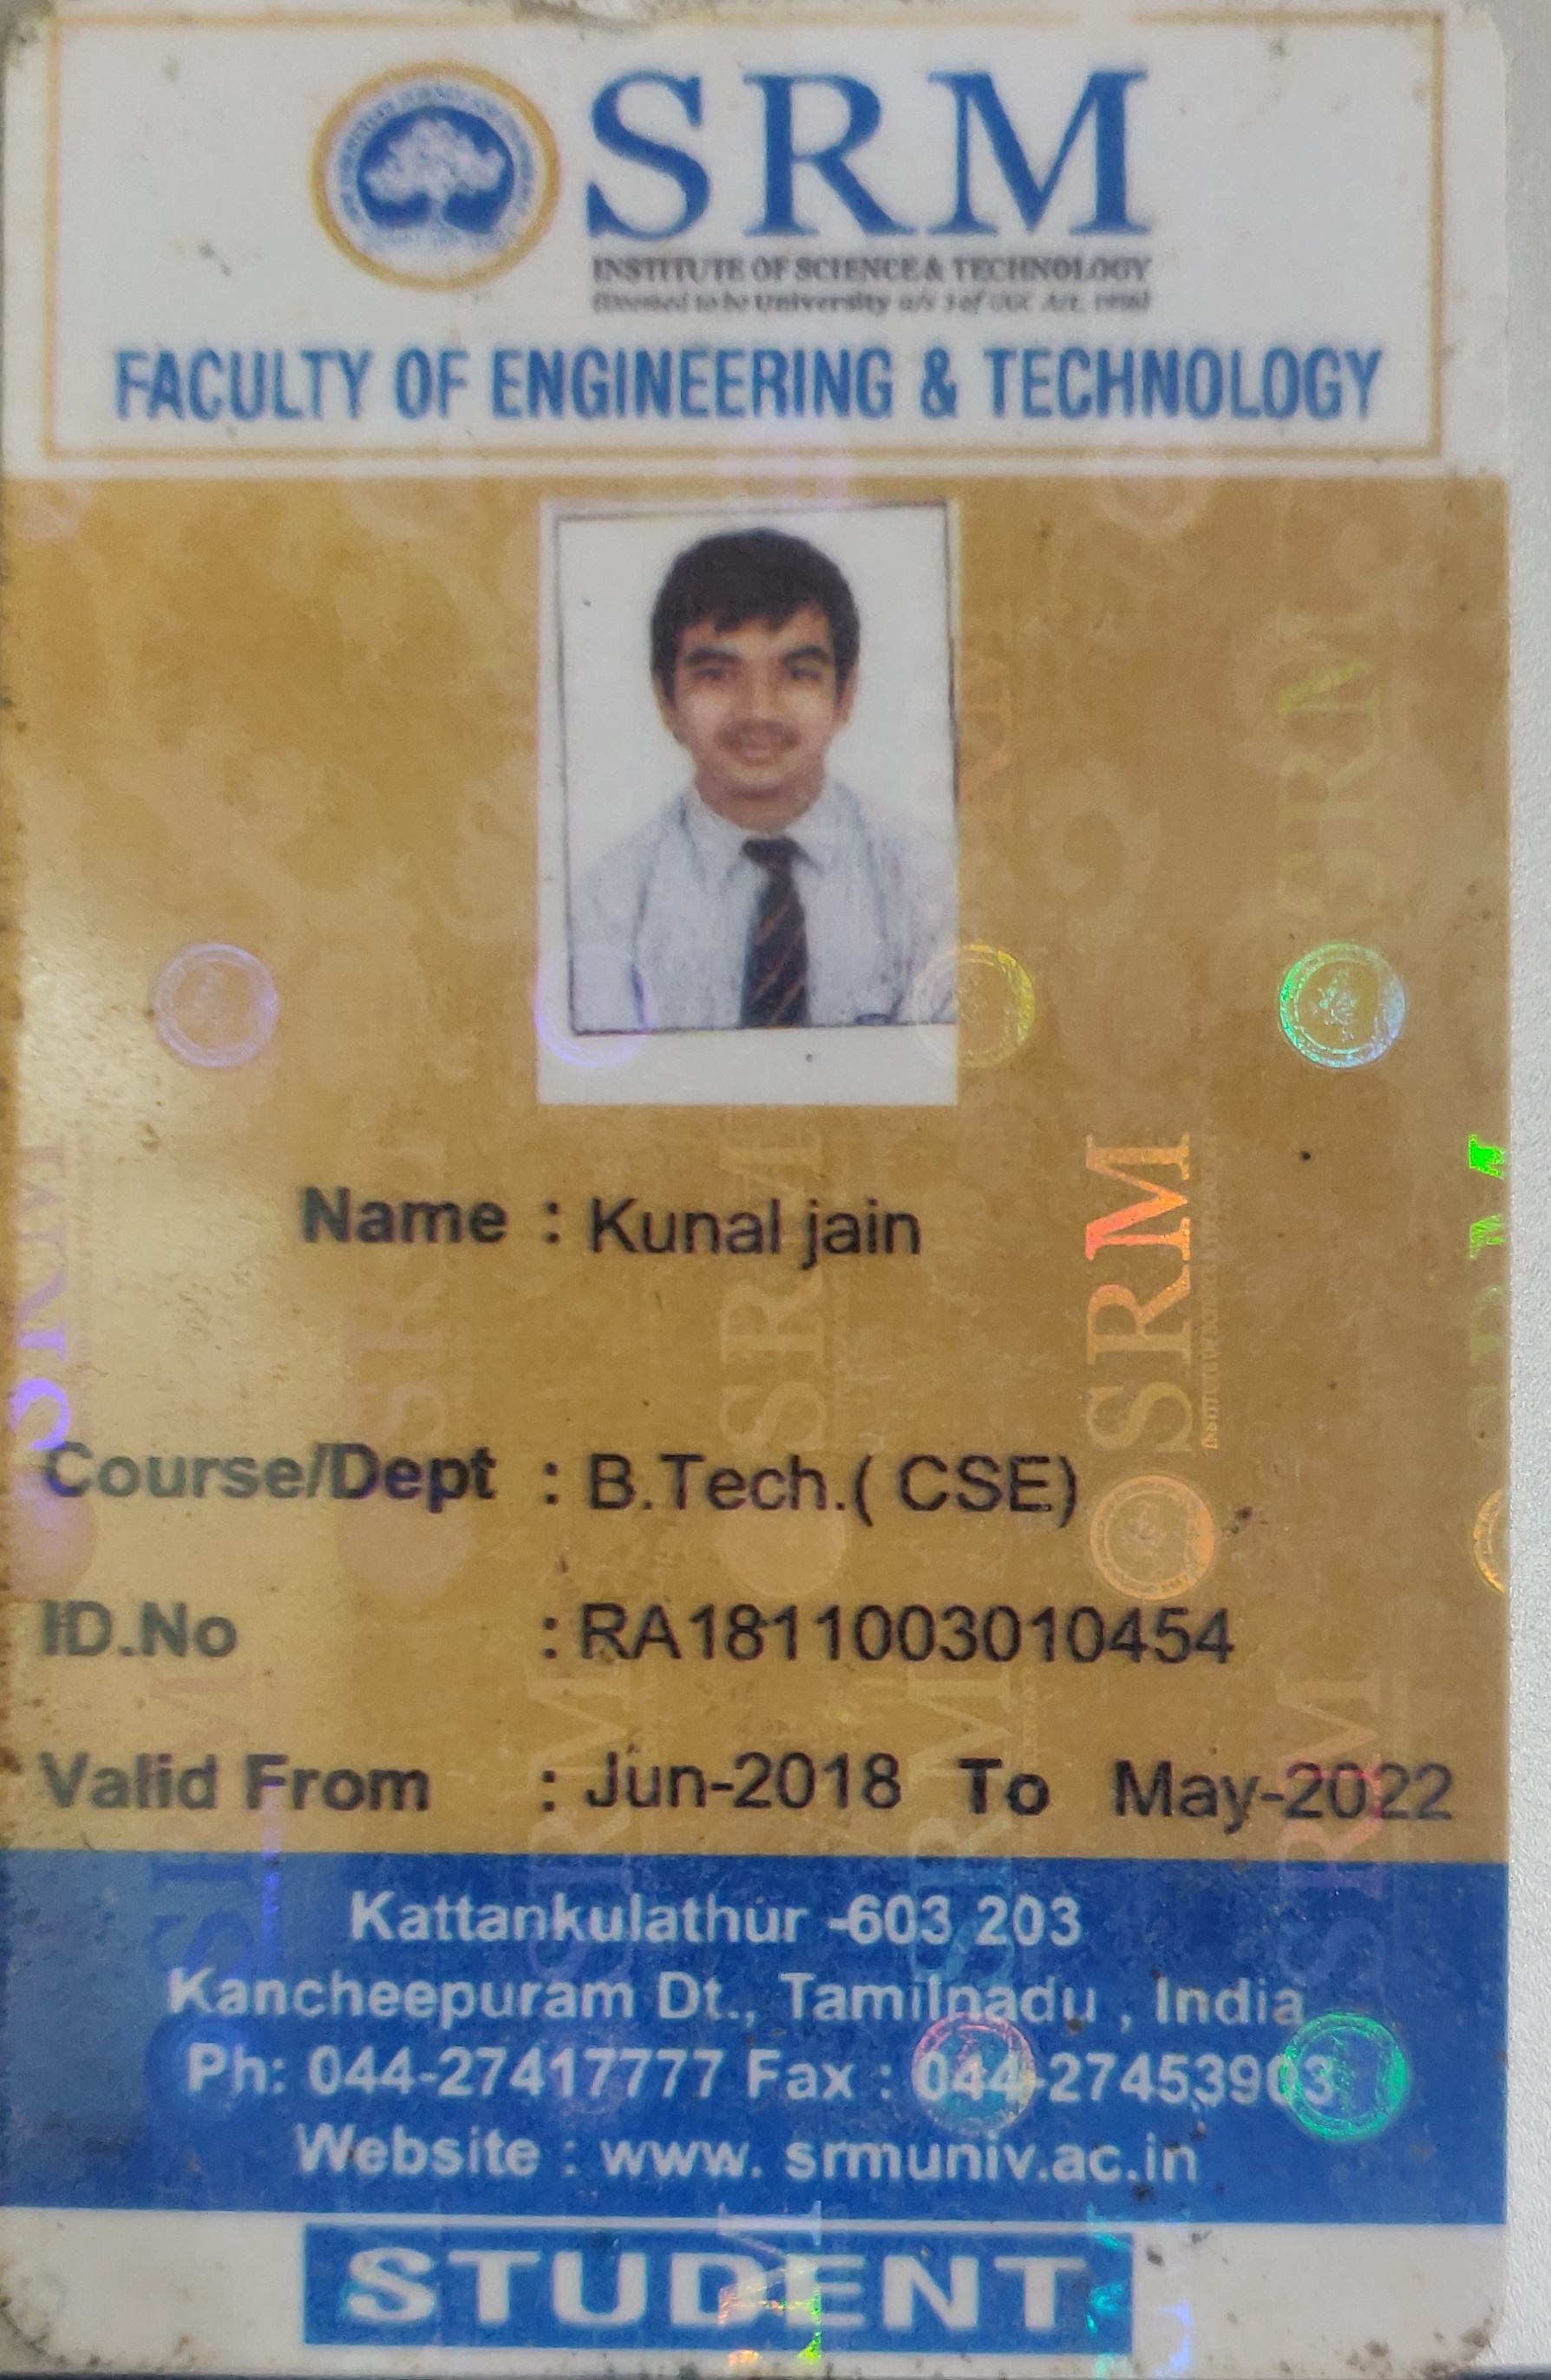 SRM
INSTITUTE OF SCIENCE & TECHNOLOGY
(Deemed to be University u/s 3 of UGC Act, 1956)
FACULTY OF ENGINEERING & TECHNOLOGY
Name : Kunal jain
Course/Dept : B.Tech.( CSE)
ID.No : RA1811003010454
Valid From : Jun-2018 To May-2022
Kattankulathur -603 203
Kancheepuram Dt., Tamilnadu , India
Ph: 044-27417777 Fax : 044-27453903
Website : www. srmuniv.ac.in
STUDENT